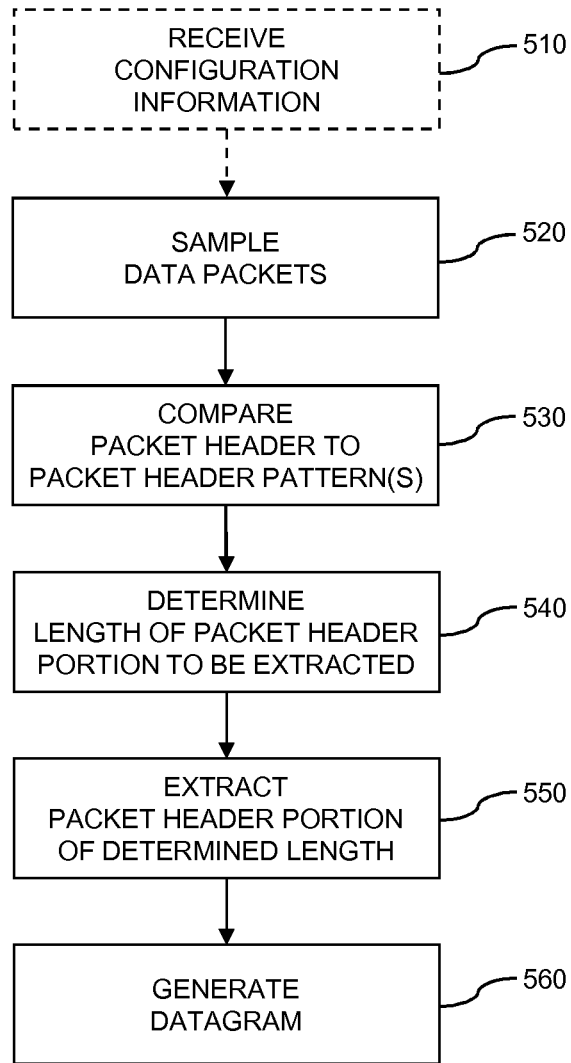 RECEIVE
CONFIGURATION
INFORMATION
510
SAMPLE
DATA PACKETS
520
COMPARE
PACKET HEADER TO
PACKET HEADER PATTERN(S)
530
DETERMINE
LENGTH OF PACKET HEADER
PORTION TO BE EXTRACTED
540
EXTRACT
PACKET HEADER PORTION
OF DETERMINED LENGTH
550
GENERATE
DATAGRAM
560